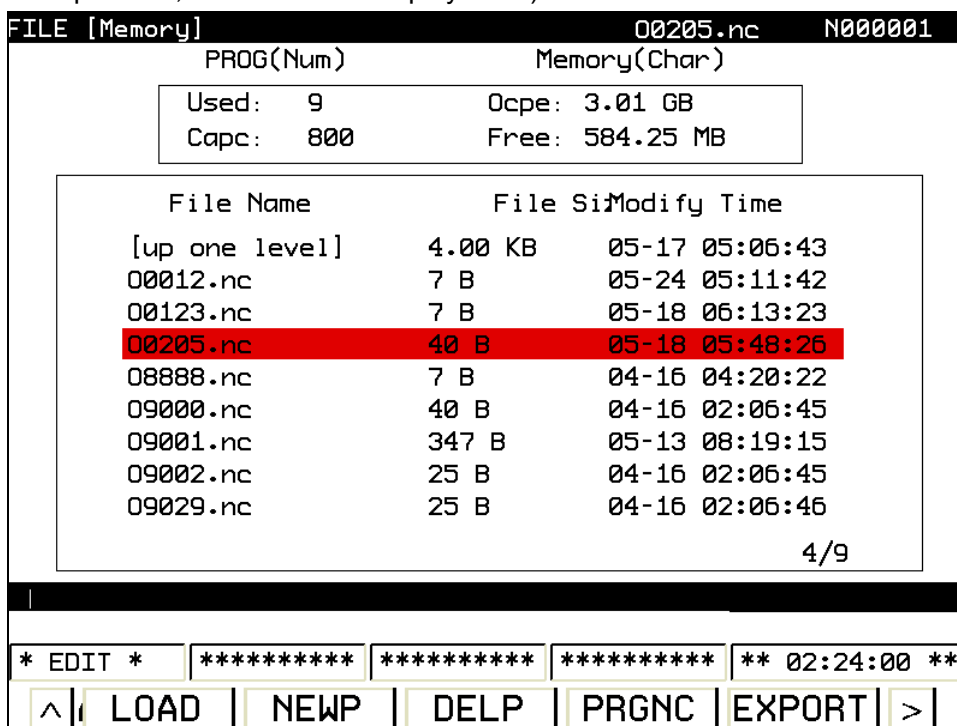 FILE [Memory] O0205.nc N000001
PROG(Num) Memory(Char)
Used: 9 Ocpe: 3.01 GB
Capc: 800 Free: 584.25 MB
File Name File Siz Modify Time
[up one level] 4.00 KB 05-17 05:06:43
O0012.nc 7 B 05-24 05:11:42
O0123.nc 7 B 05-18 06:13:23
O0205.nc 40 B 05-18 05:48:26
O8888.nc 7 B 04-16 04:20:22
O9000.nc 40 B 04-16 02:06:45
O9001.nc 347 B 05-13 08:19:15
O9002.nc 25 B 04-16 02:06:45
O9029.nc 25 B 04-16 02:06:46
4/9
* EDIT * ********** ********** ********** ** 02:24:00 **
^ LOAD NEWP DELP PRGNC EXPORT >